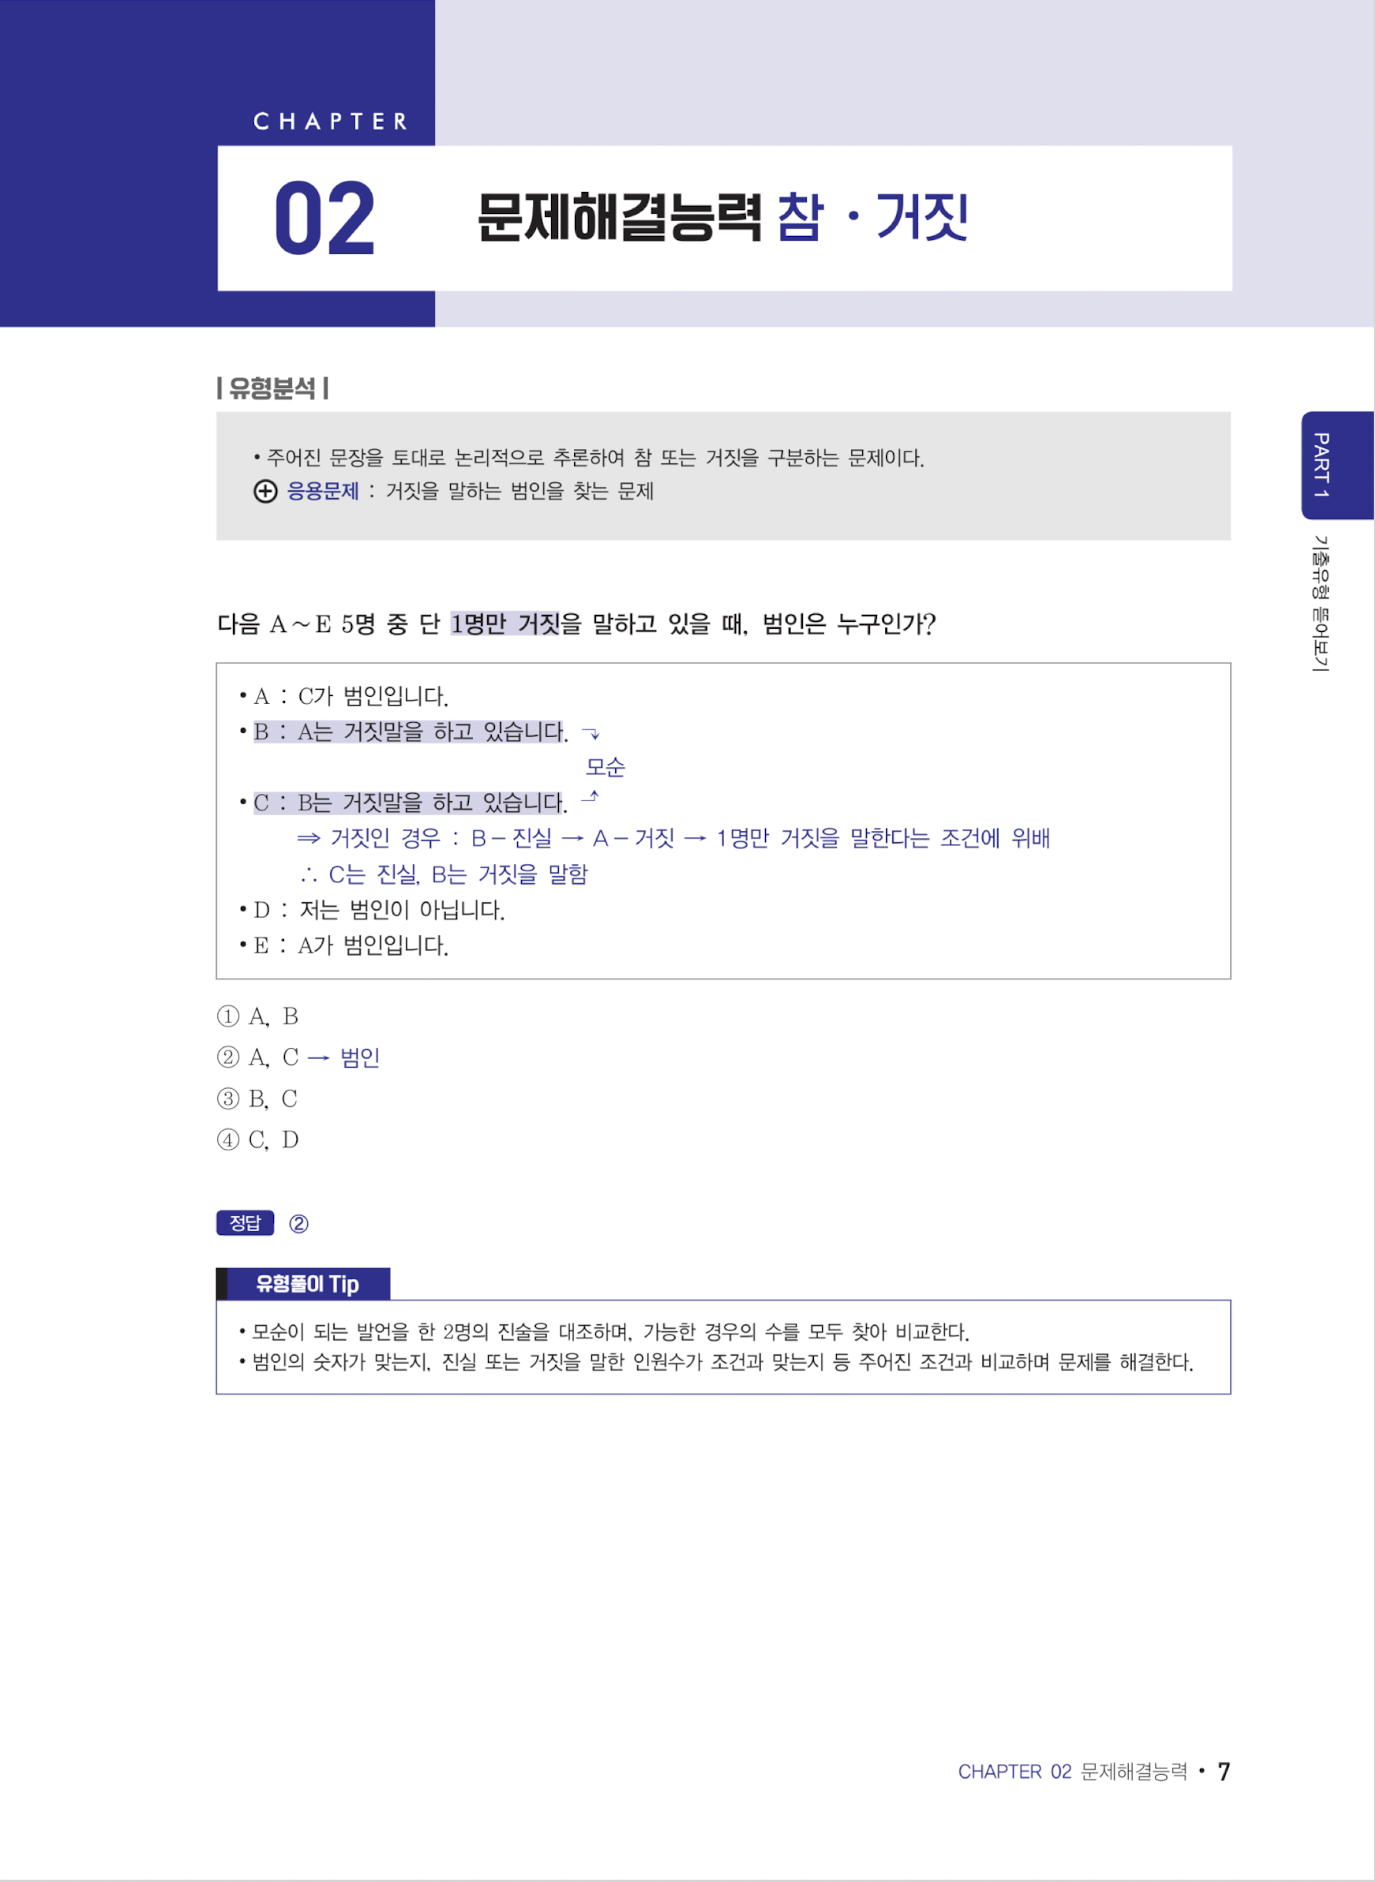 CHAPTER
02 문제해결능력 참 · 거짓
| 유형분석 |
• 주어진 문장을 토대로 논리적으로 추론하여 참 또는 거짓을 구분하는 문제이다.
⊕ 응용문제 : 거짓을 말하는 범인을 찾는 문제
PART 1
기출유형 뜯어보기
다음 A~E 5명 중 단 1명만 거짓을 말하고 있을 때, 범인은 누구인가?
• A : C가 범인입니다.
• B : A는 거짓말을 하고 있습니다.
모순
• C : B는 거짓말을 하고 있습니다.
⇒ 거짓인 경우 : B－진실 → A－거짓 → 1명만 거짓을 말한다는 조건에 위배
∴ C는 진실, B는 거짓을 말함
• D : 저는 범인이 아닙니다.
• E : A가 범인입니다.
① A, B
② A, C → 범인
③ B, C
④ C, D
정답 ②
유형풀이 Tip
• 모순이 되는 발언을 한 2명의 진술을 대조하며, 가능한 경우의 수를 모두 찾아 비교한다.
• 범인의 숫자가 맞는지, 진실 또는 거짓을 말한 인원수가 조건과 맞는지 등 주어진 조건과 비교하며 문제를 해결한다.
CHAPTER 02 문제해결능력 • 7